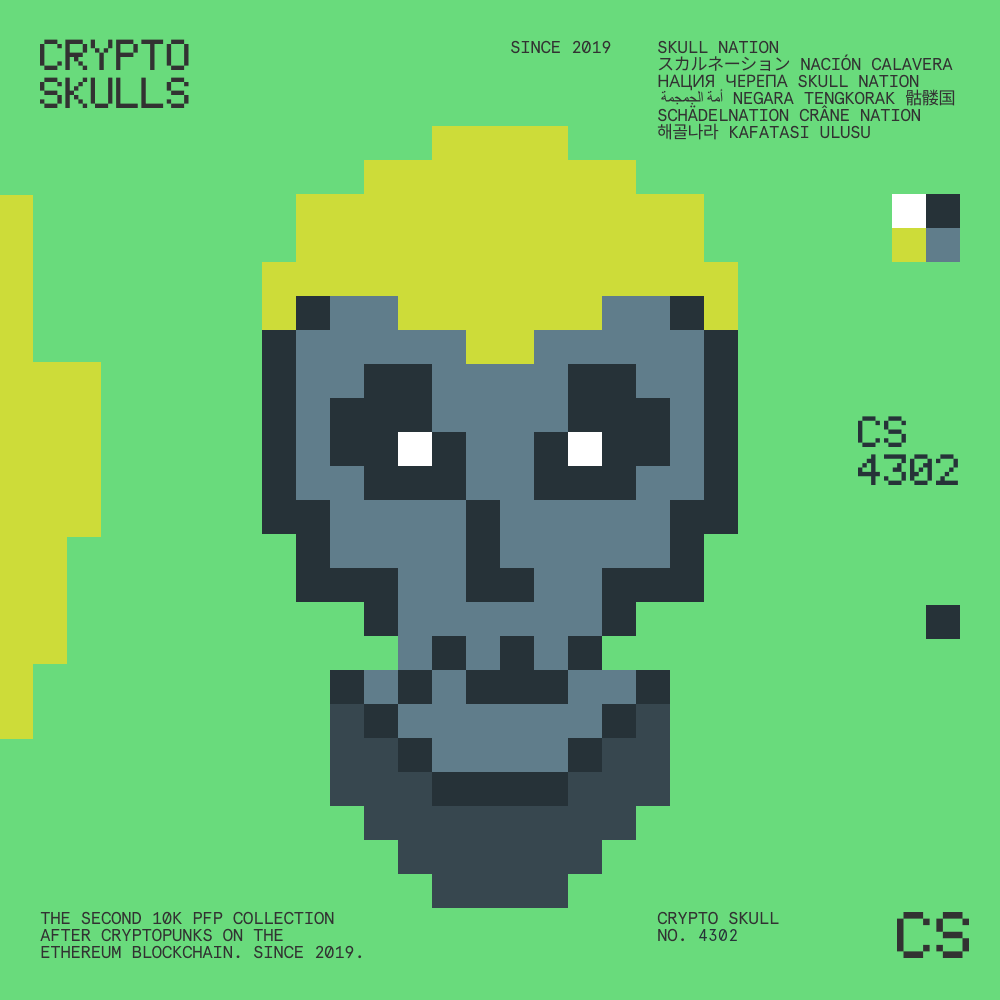 CRYPTO
SKULLS
SINCE 2019
SKULL NATION
スカルネーション NACIÓN CALAVERA
НАЦИЯ ЧЕРЕПА SKULL NATION
أمة الجمجمة NEGARA TENGKORAK 骷髅国
SCHÄDELNATION CRÂNE NATION
해골나라 KAFATASI ULUSU
CS
4302
THE SECOND 10K PFP COLLECTION
AFTER CRYPTOPUNKS ON THE
ETHEREUM BLOCKCHAIN. SINCE 2019.
CRYPTO SKULL
NO. 4302
CS